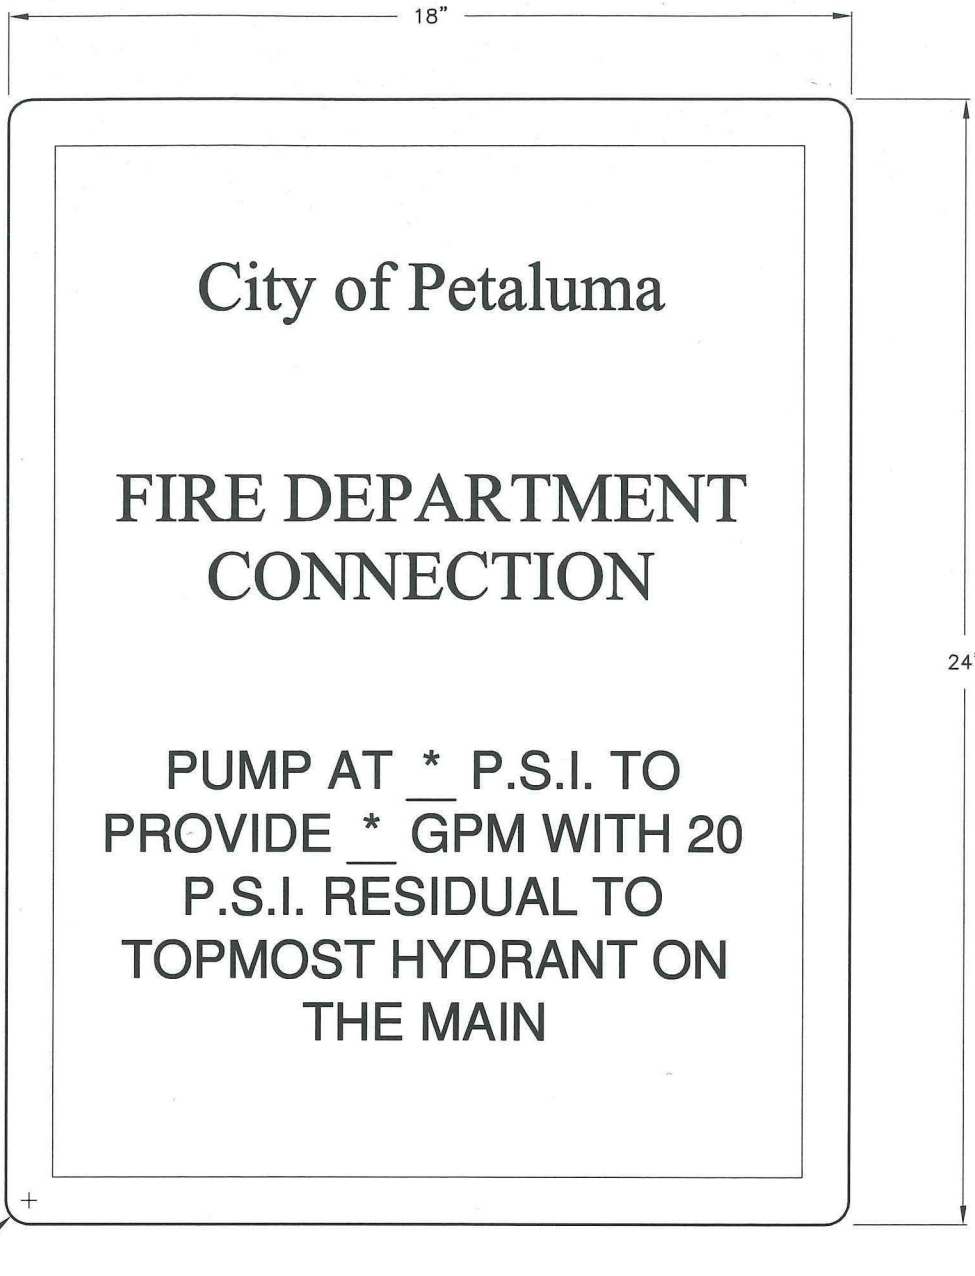 18"
City of Petaluma
FIRE DEPARTMENT
CONNECTION
24"
PUMP AT * P.S.I. TO
PROVIDE * GPM WITH 20
P.S.I. RESIDUAL TO
TOPMOST HYDRANT ON
THE MAIN